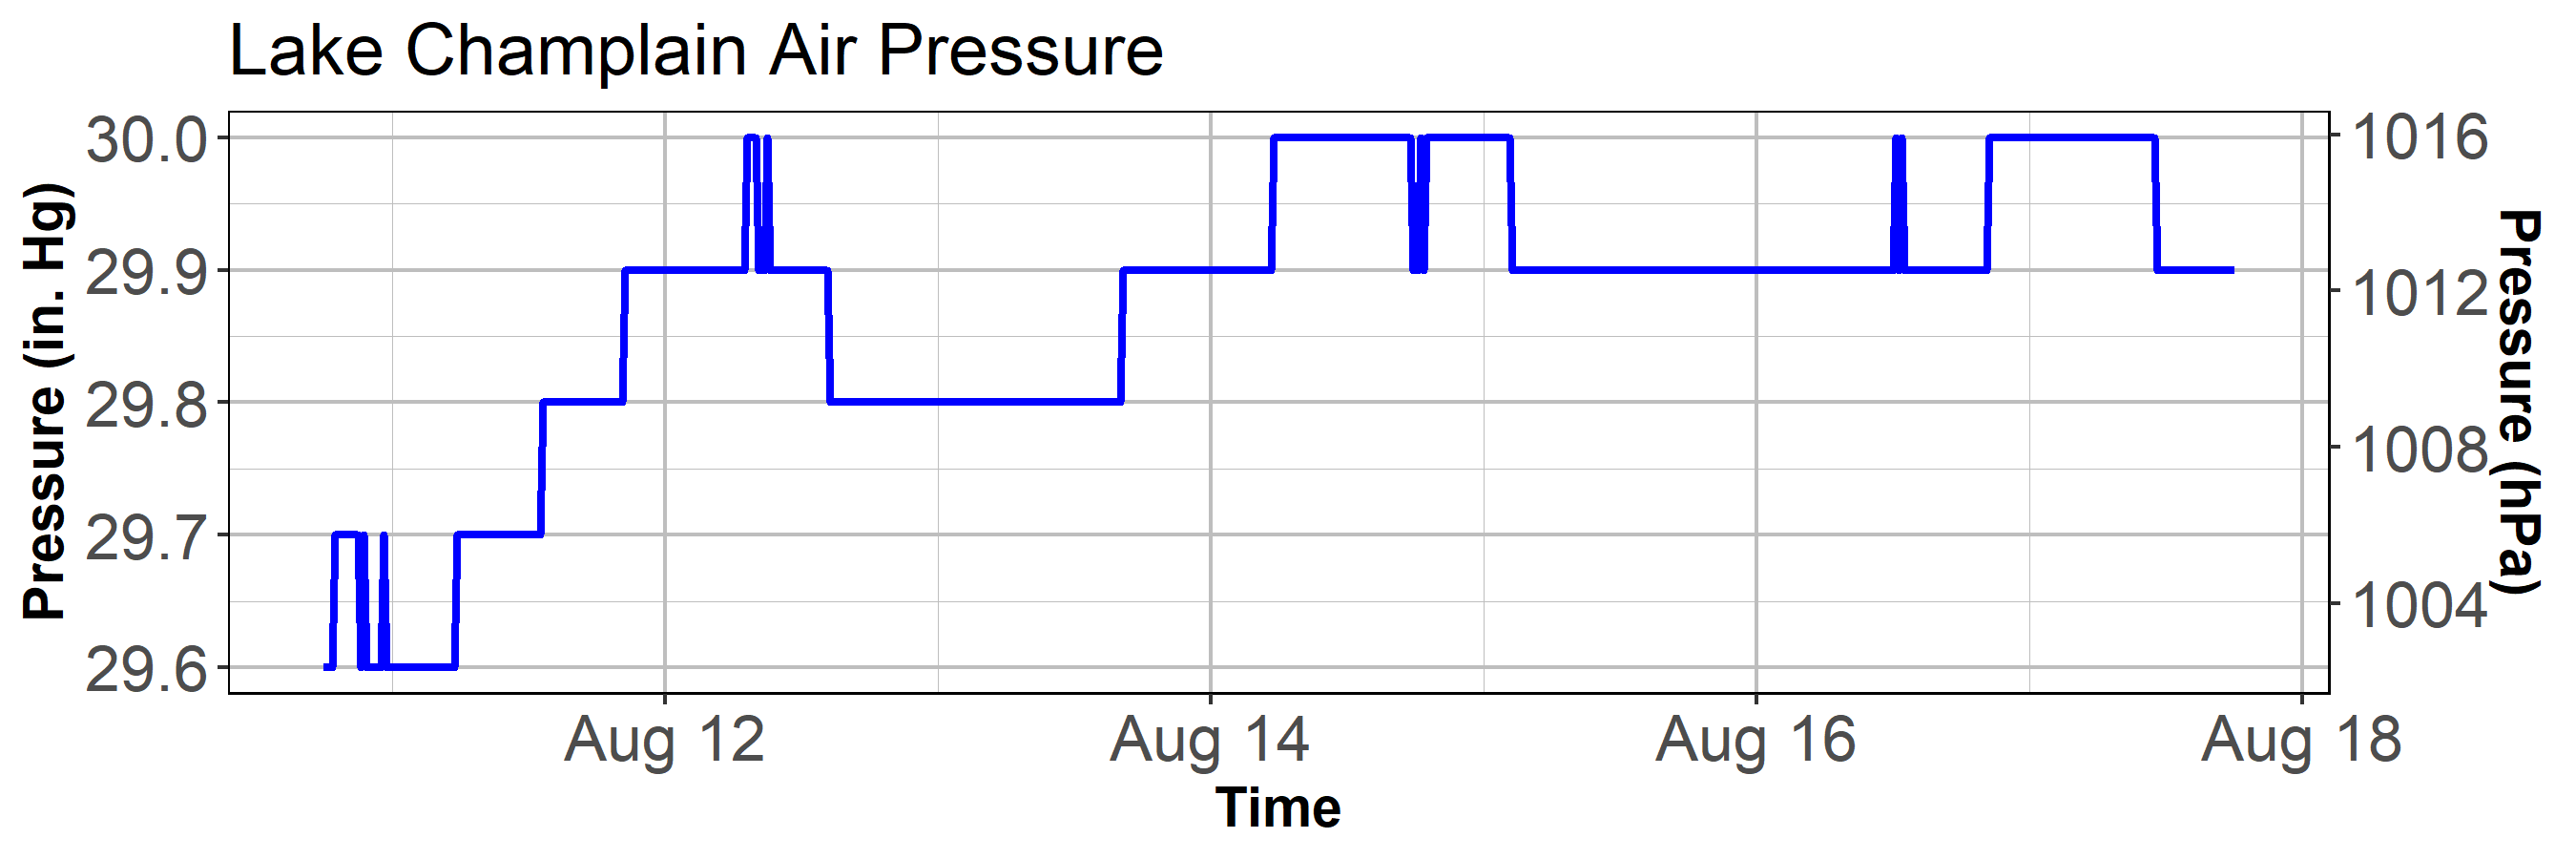 Lake Champlain Air Pressure
30.0
29.9
29.8
29.7
29.6
Pressure (in. Hg)
1016
1012
1008
1004
Pressure (hPa)
Aug 12
Aug 14
Aug 16
Aug 18
Time